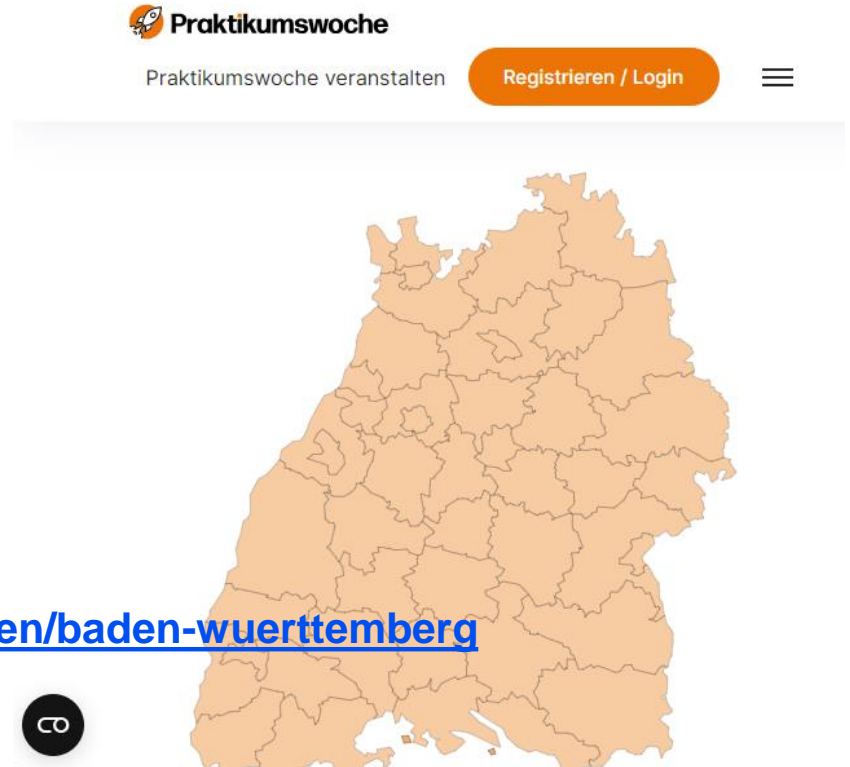 Praktikumswoche
Praktikumswoche veranstalten
Registrieren / Login
en/baden-wuerttemberg